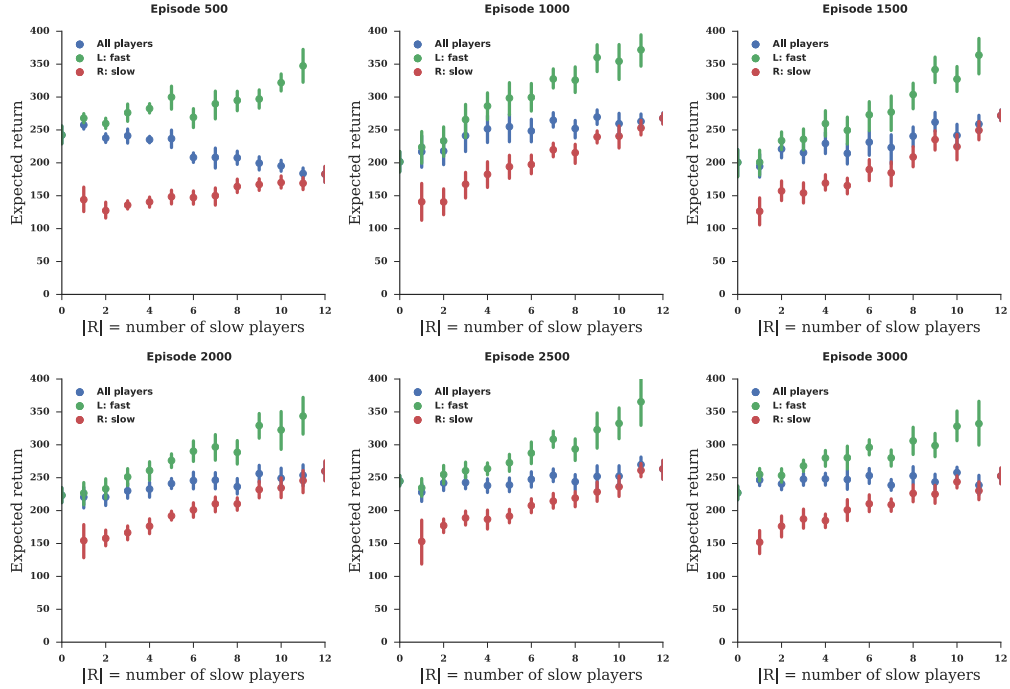 Episode 500
400
350
300
250
200
150
100
50
0
All players
L: fast
R: slow
Expected return
0 2 4 6 8 10 12
|R| = number of slow players
Episode 1000
400
350
300
250
200
150
100
50
0
All players
L: fast
R: slow
Expected return
0 2 4 6 8 10 12
|R| = number of slow players
Episode 1500
400
350
300
250
200
150
100
50
0
All players
L: fast
R: slow
Expected return
0 2 4 6 8 10 12
|R| = number of slow players
Episode 2000
400
350
300
250
200
150
100
50
0
All players
L: fast
R: slow
Expected return
0 2 4 6 8 10 12
|R| = number of slow players
Episode 2500
400
350
300
250
200
150
100
50
0
All players
L: fast
R: slow
Expected return
0 2 4 6 8 10 12
|R| = number of slow players
Episode 3000
400
350
300
250
200
150
100
50
0
All players
L: fast
R: slow
Expected return
0 2 4 6 8 10 12
|R| = number of slow players